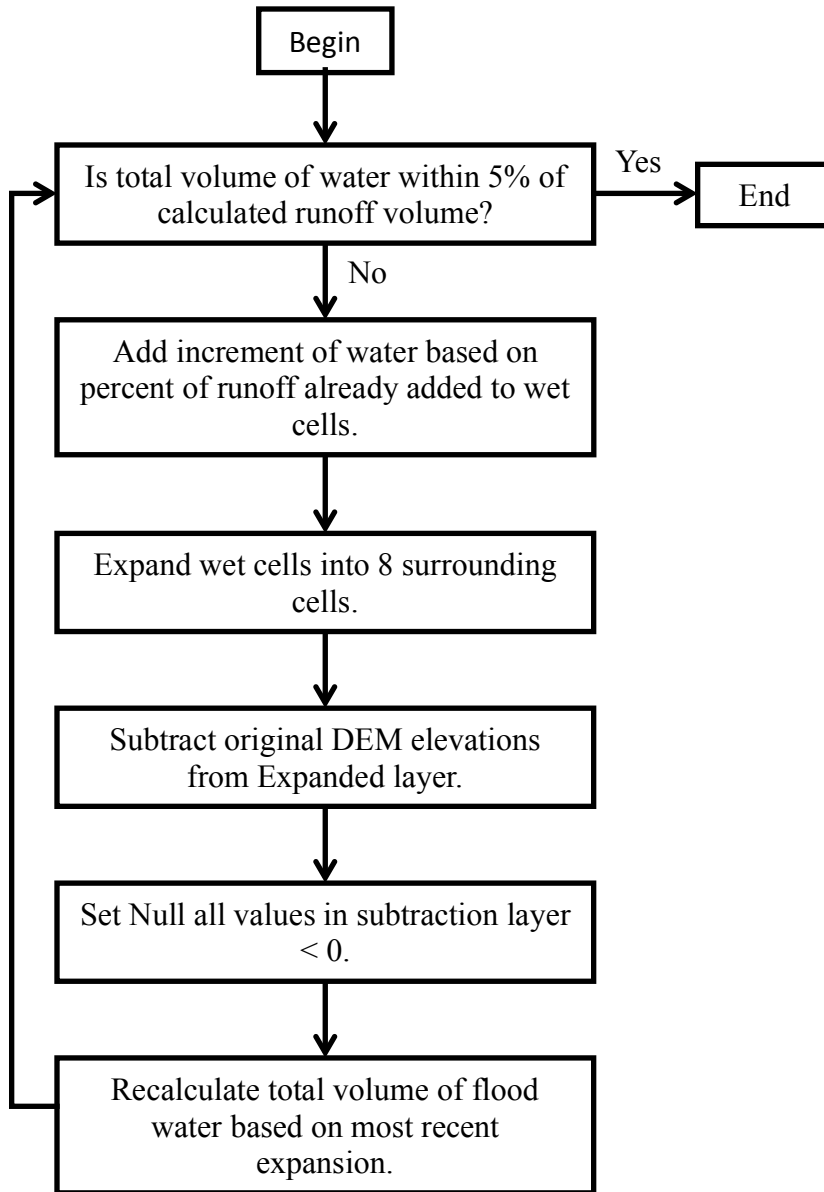 Begin
Is total volume of water within 5% of
calculated runoff volume?
Yes
End
No
Add increment of water based on
percent of runoff already added to wet
cells.
Expand wet cells into 8 surrounding
cells.
Subtract original DEM elevations
from Expanded layer.
Set Null all values in subtraction layer
< 0.
Recalculate total volume of flood
water based on most recent
expansion.